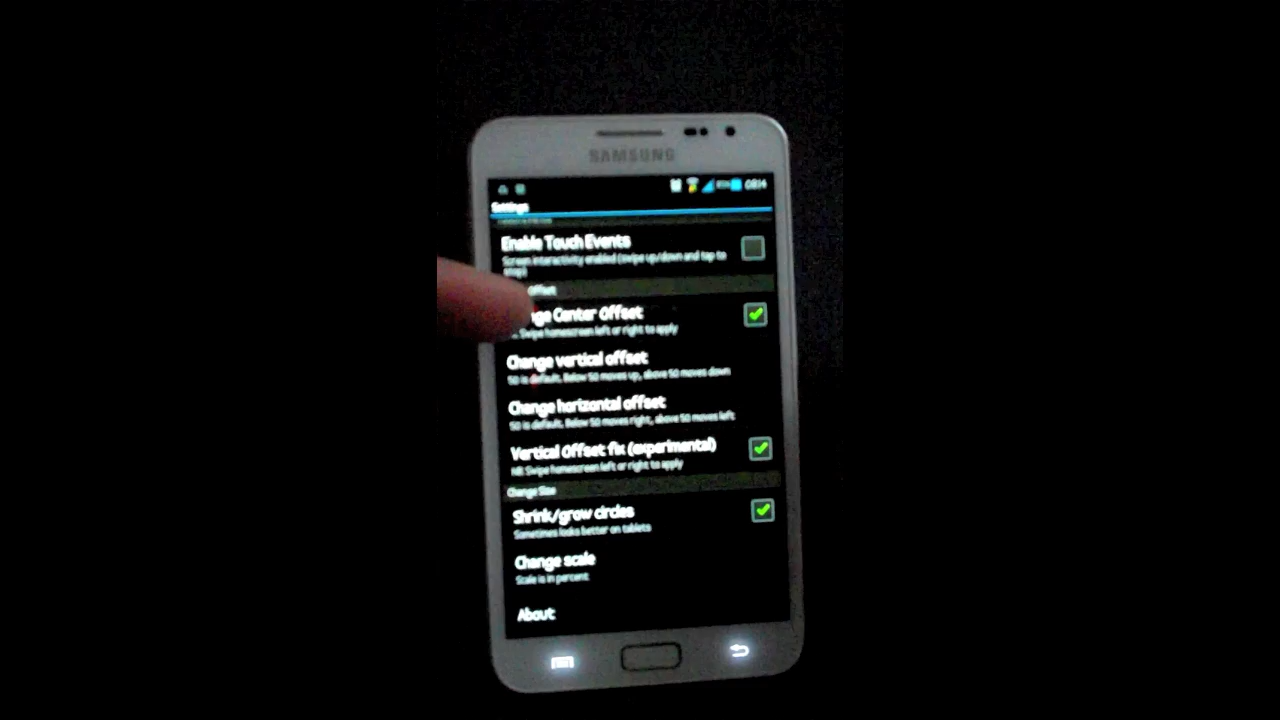 SAMSUNG
08:14
Settings
Enable Touch Events
Screen interactivity enabled (swipe up/down and tap to
stop)
Offset
Center Offset
Swipe homescreen left or right to apply
Change vertical offset
50 is default. Below 50 moves up, above 50 moves down
Change horizontal offset
50 is default. Below 50 moves right, above 50 moves left
Vertical Offset fix (experimental)
NB: Swipe homescreen left or right to apply
Change Size
Shrink/grow circles
Sometimes looks better on tablets
Change scale
Scale is in percent
About